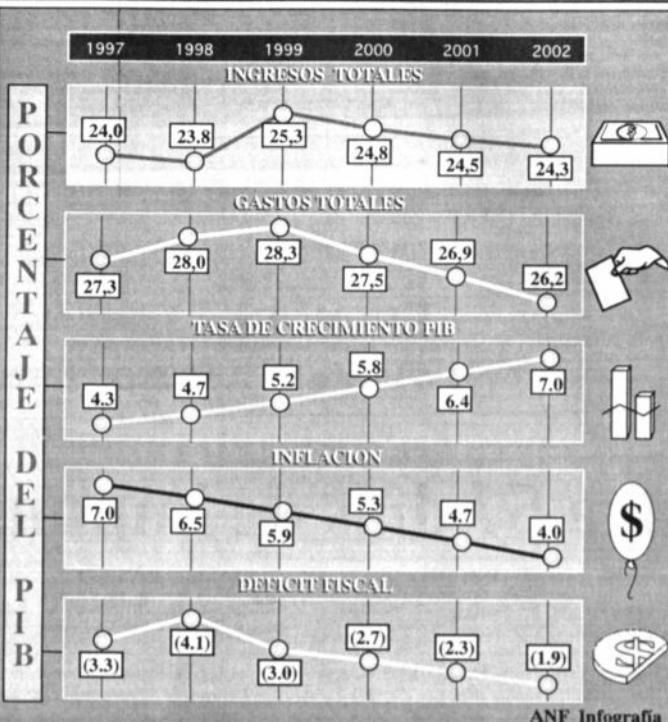 1997 1998 1999 2000 2001 2002
PORCENTAJE DEL PIB
INGRESOS TOTALES
24,0 23,8 25,3 24,8 24,5 24,3
GASTOS TOTALES
27,3 28,0 28,3 27,5 26,9 26,2
TASA DE CRECIMIENTO PIB
4.3 4.7 5.2 5.8 6.4 7.0
INFLACION
7.0 6.5 5.9 5.3 4.7 4.0
$
DEFICIT FISCAL
(3.3) (4.1) (3.0) (2.7) (2.3) (1.9)
$
ANF Infografía